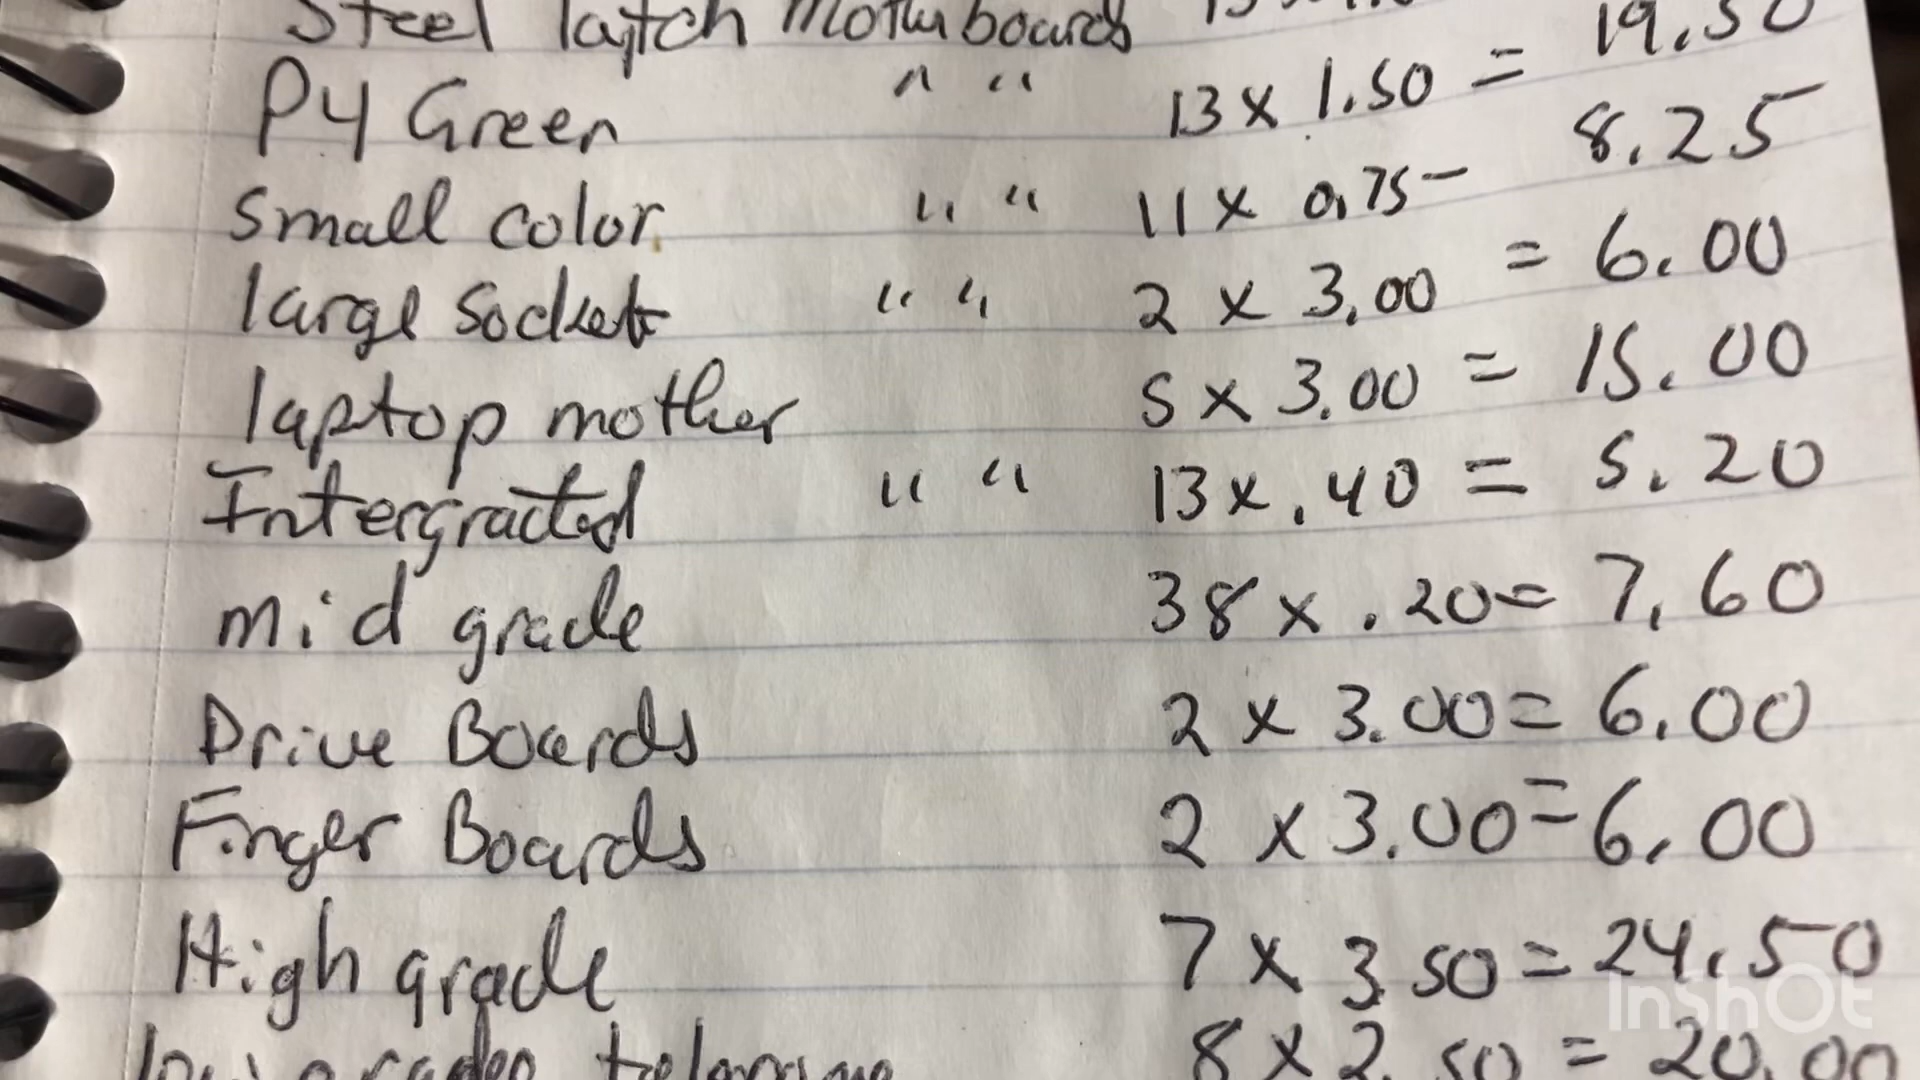 Steel latch Motherboards
P4 Green " " 13 x 1.50 = 19.50
Small color " " 11 x 0.75 - 8.25
large Socket " " 2 x 3.00 = 6.00
laptop mother 5 x 3.00 = 15.00
Intergracted " " 13 x .40 = 5.20
mid grade 38 x .20 = 7.60
Drive Boards 2 x 3.00 = 6.00
Finger Boards 2 x 3.00 = 6.00
High grade 7 x 3.50 = 24.50
8 x 2.50 = 20.00
InShOt